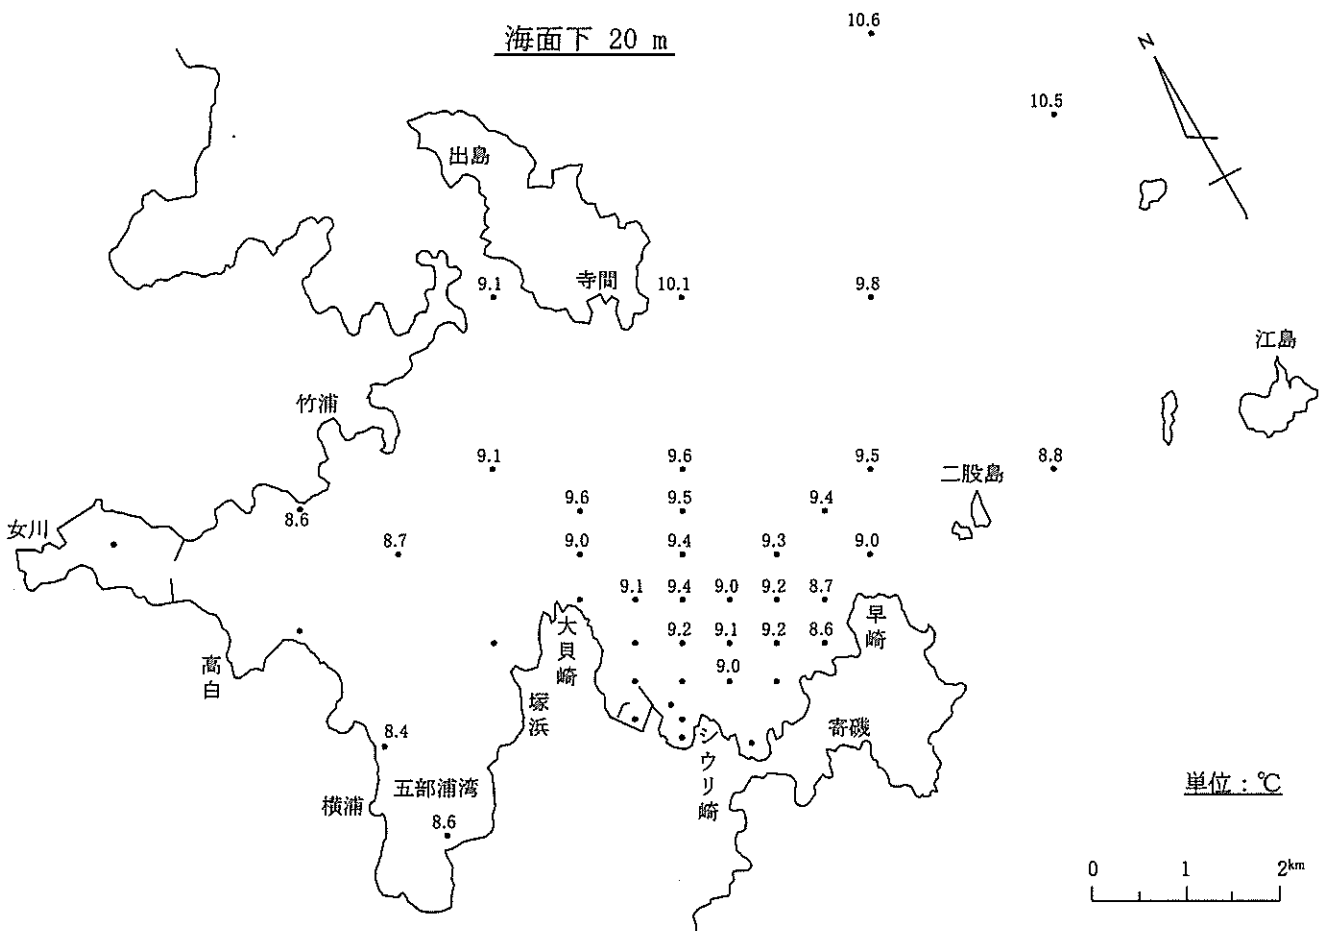 海面下 20 m
10.6
N
10.5
出島
寺間
9.1
10.1
9.8
江島
竹浦
9.1
9.6
9.5
8.8
二股島
9.6
9.5
9.4
女川
8.6
8.7
9.0
9.4
9.3
9.0
9.1
9.4
9.0
9.2
8.7
大貝崎
早崎
9.2
9.1
9.2
8.6
高白
9.0
塚浜
寄磯
シウリ崎
8.4
横浦
五部浦湾
8.6
単位:℃
0
1
2km